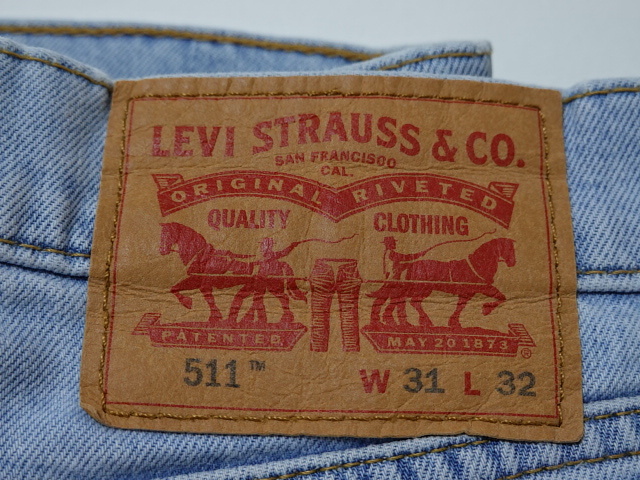 LEVI STRAUSS & CO.
SAN FRANCISCO
CAL.
ORIGINAL RIVETED
QUALITY CLOTHING
PATENTED MAY 20 1873 ®
511™ W 31 L 32